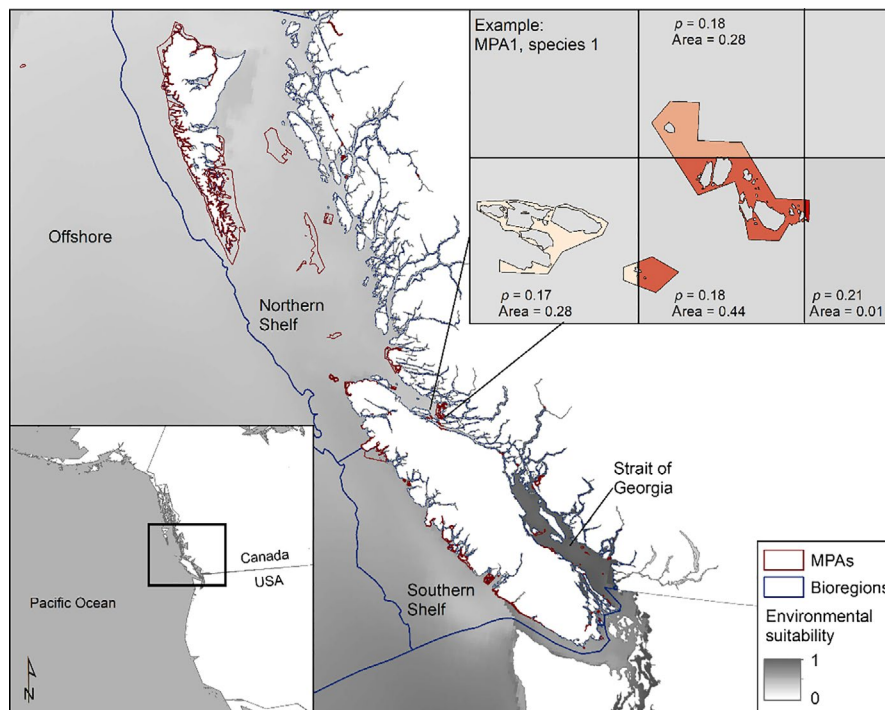 Example:
MPA1, species 1
p = 0.18
Area = 0.28
p = 0.17
Area = 0.28
p = 0.18
Area = 0.44
p = 0.21
Area = 0.01
Offshore
Northern
Shelf
Strait of
Georgia
Southern
Shelf
Canada
USA
Pacific Ocean
N
MPAs
Bioregions
Environmental
suitability
1
0